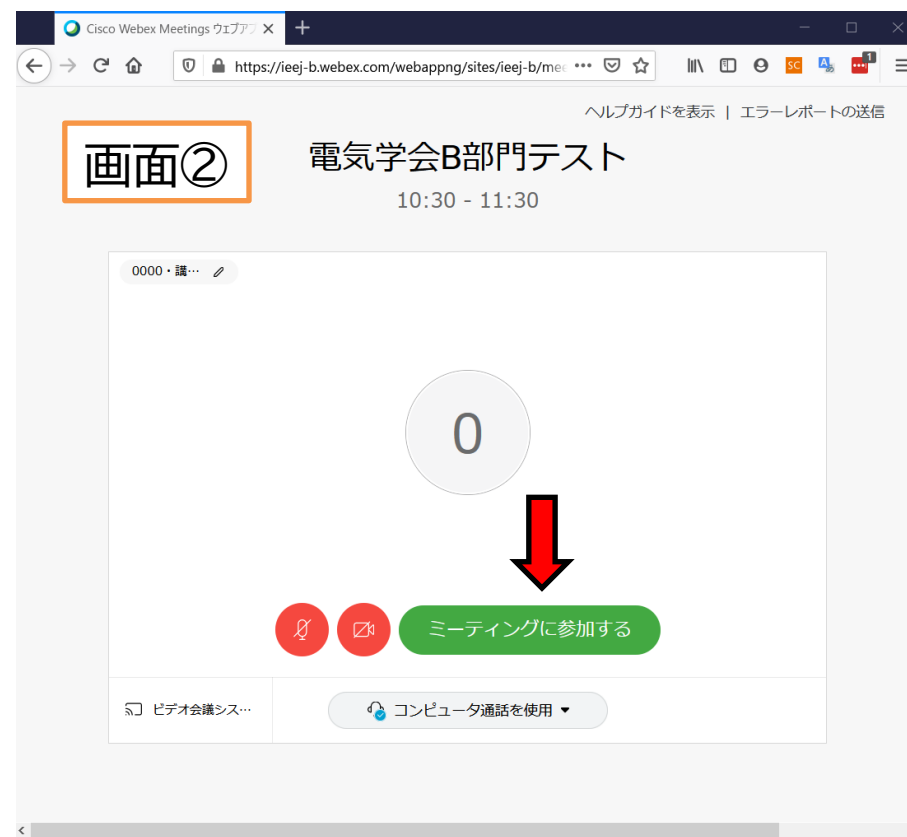 Cisco Webex Meetings ウェブアプ
https://ieej-b.webex.com/webappng/sites/ieej-b/mee
SC
1
ヘルプガイドを表示 | エラーレポートの送信
画面②
電気学会B部門テスト
10:30 - 11:30
0000・講…
0
ミーティングに参加する
ビデオ会議シス…
コンピュータ通話を使用